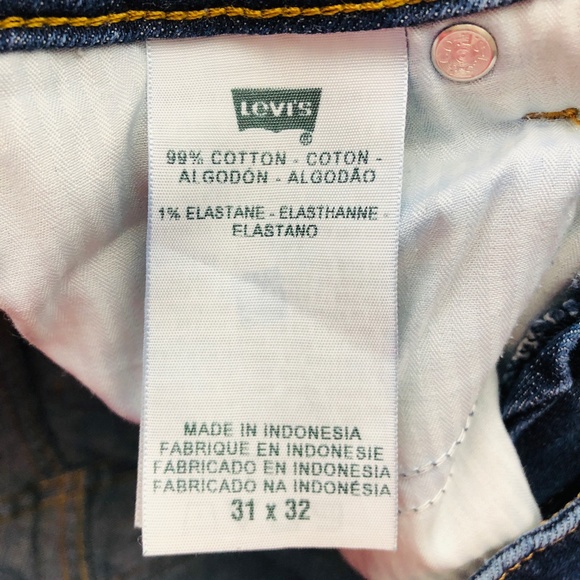 Levi's
®
99% COTTON - COTON -
ALGODÓN - ALGODÃO
1% ELASTANE - ELASTHANNE -
ELASTANO
MADE IN INDONESIA
FABRIQUE EN INDONESIE
FABRICADO EN INDONESIA
FABRICADO NA INDONÉSIA
31 x 32